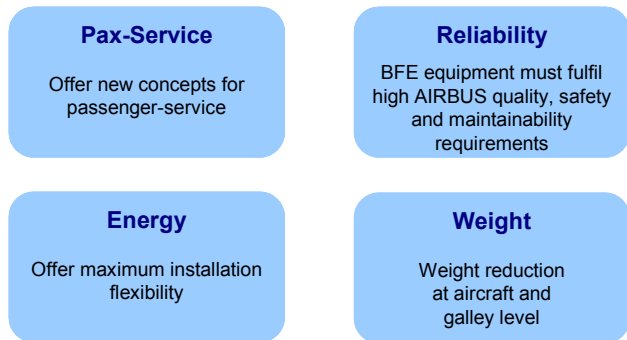 Pax-Service
Offer new concepts for
passenger-service
Reliability
BFE equipment must fulfil
high AIRBUS quality, safety
and maintainability
requirements
Energy
Offer maximum installation
flexibility
Weight
Weight reduction
at aircraft and
galley level